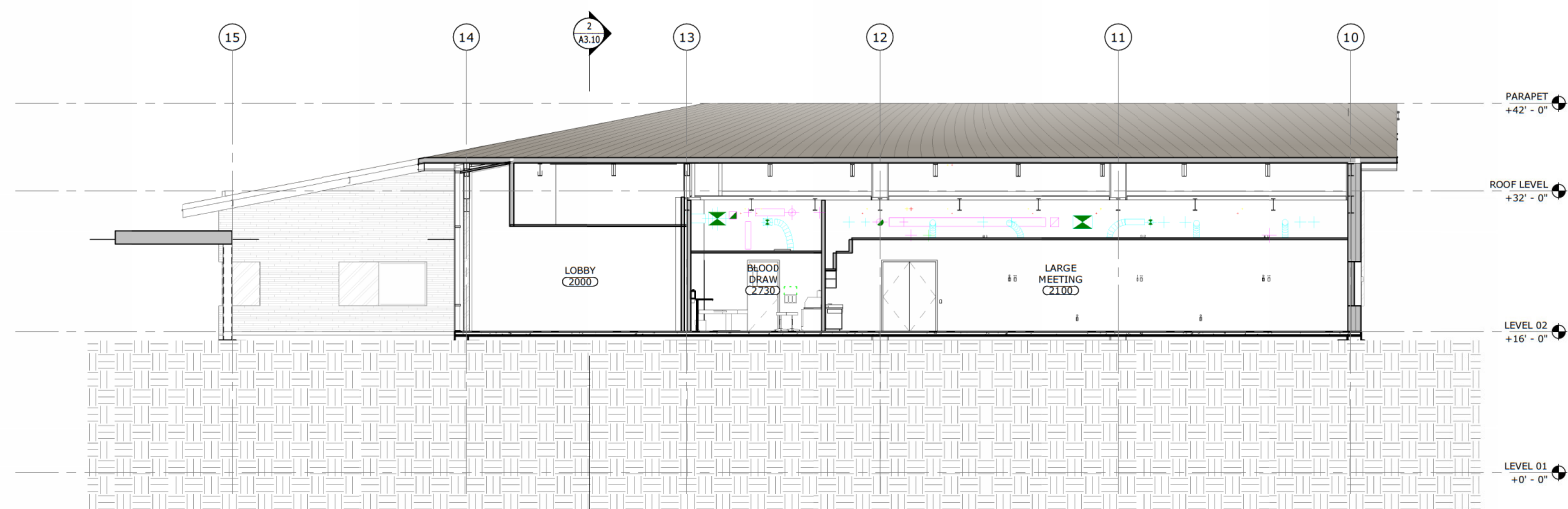 15
14
2
A3.10
13
12
11
10
PARAPET
+42' - 0"
ROOF LEVEL
+32' - 0"
LOBBY
2000
BLOOD
DRAW
2730
LARGE
MEETING
2100
LEVEL 02
+16' - 0"
LEVEL 01
+0' - 0"